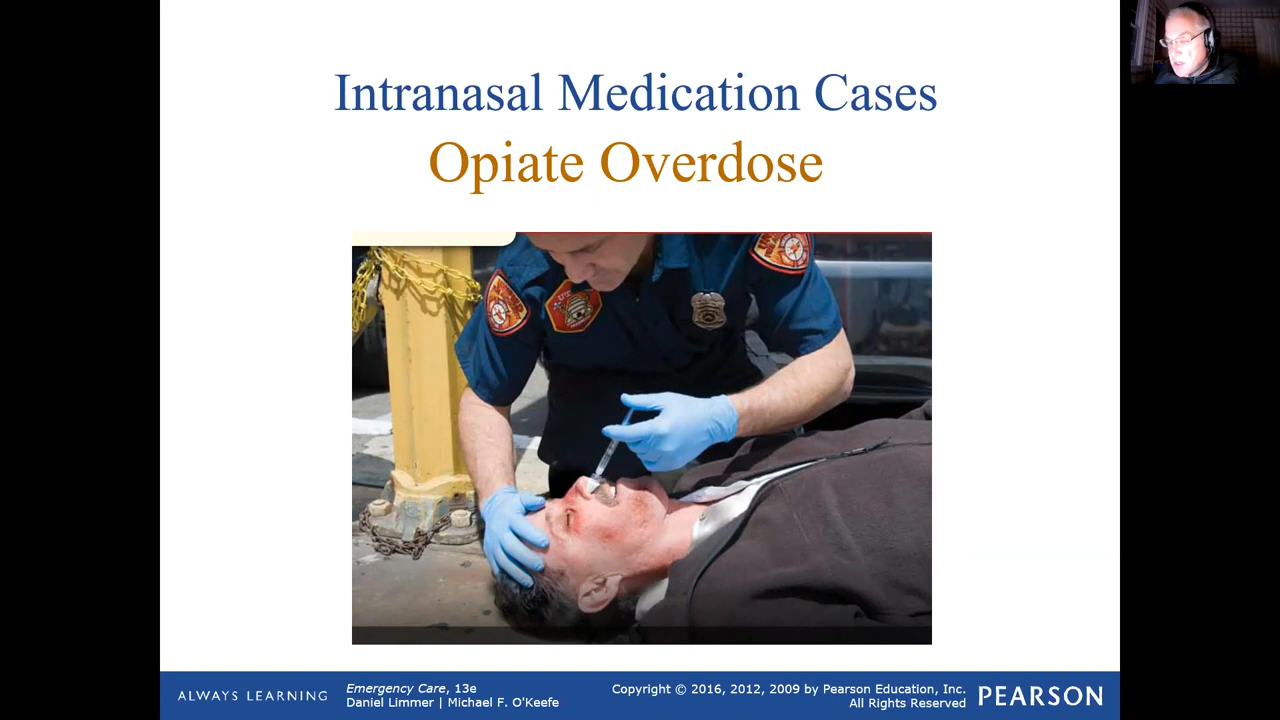 Intranasal Medication Cases
Opiate Overdose
ALWAYS LEARNING
Emergency Care, 13e
Daniel Limmer | Michael F. O'Keefe
Copyright © 2016, 2012, 2009 by Pearson Education, Inc.
All Rights Reserved
PEARSON